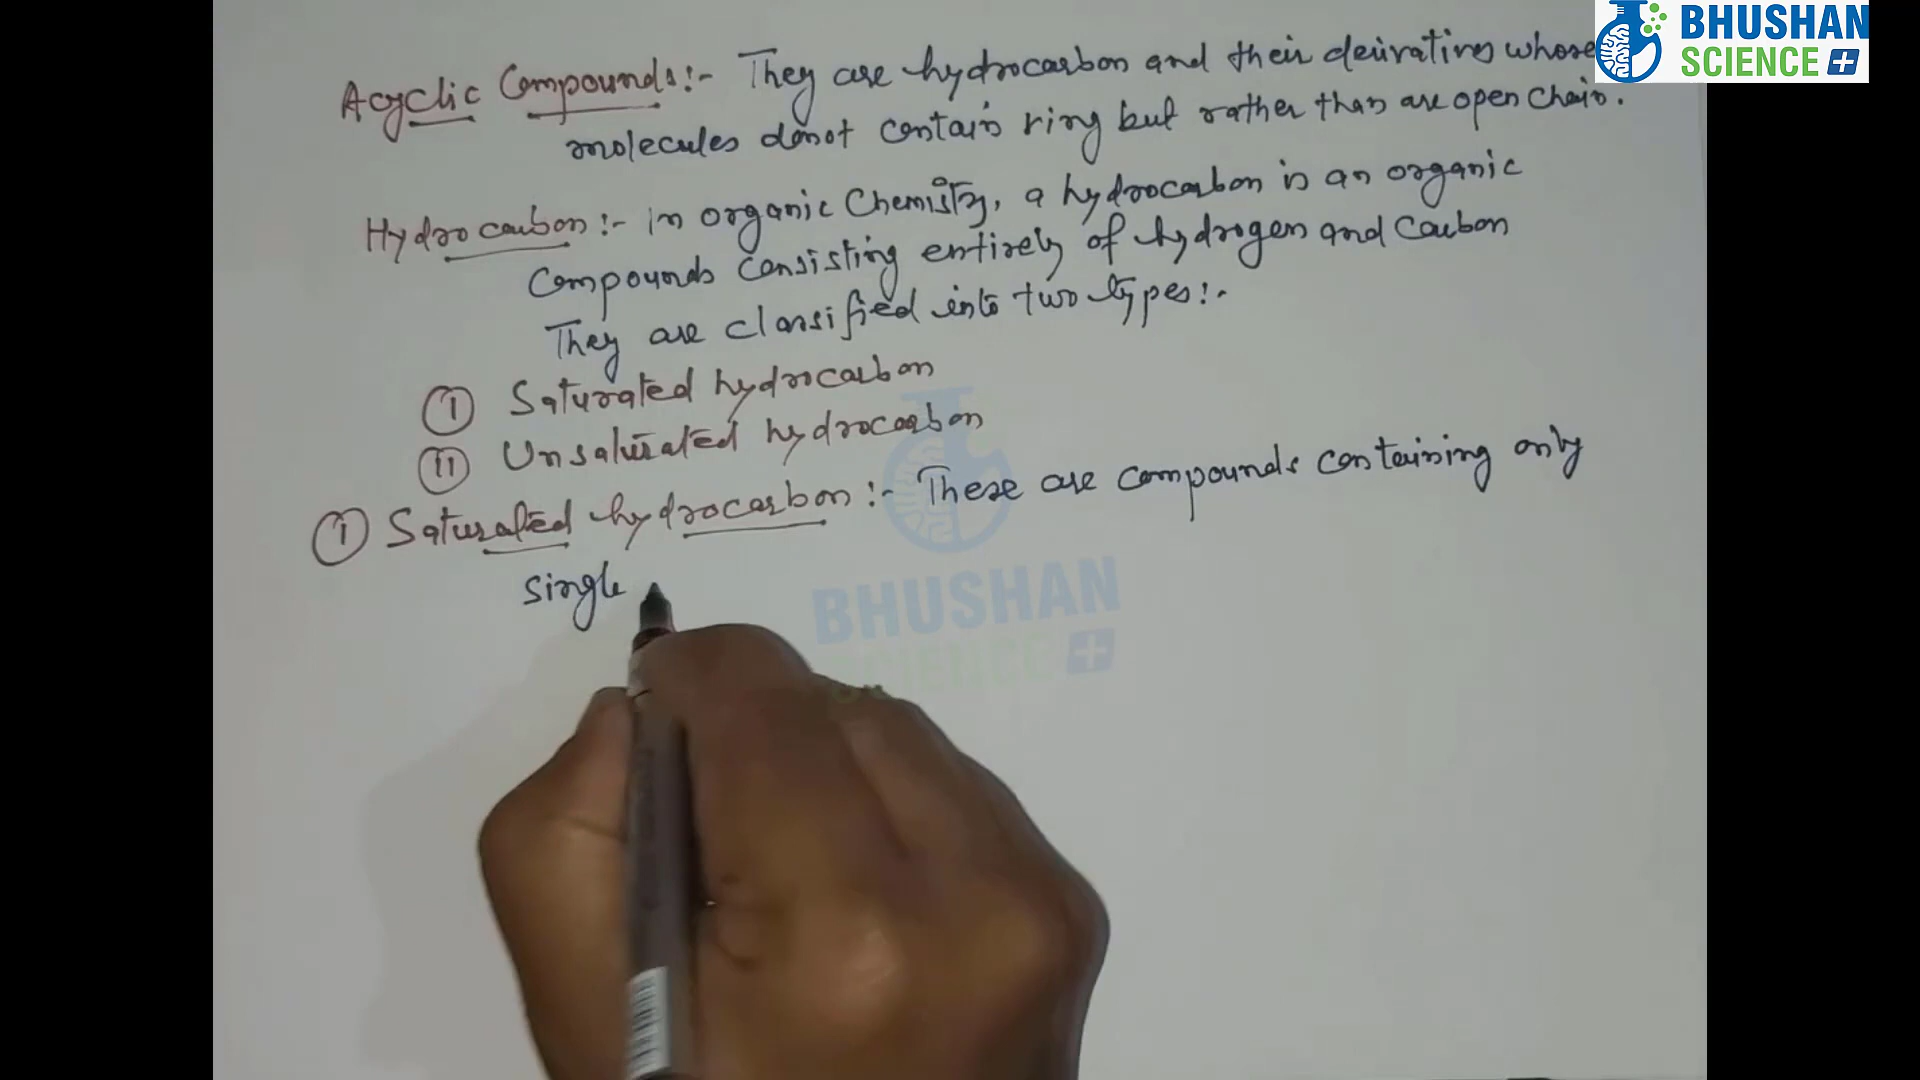 BHUSHAN
SCIENCE +
Acyclic Compounds:- They are hydrocarbon and their derivatives whose
molecules donot contain ring but rather than are open chain.
Hydrocarbon:- in organic Chemistry, a hydrocarbon is an organic
Compounds consisting entirely of hydrogen and Carbon
They are classified into two types:-
(I) Saturated hydrocarbon
(II) Unsaturated hydrocarbon
(I) Saturated hydrocarbon:- These are compounds containing only
single
BHUSHAN
SCIENCE +